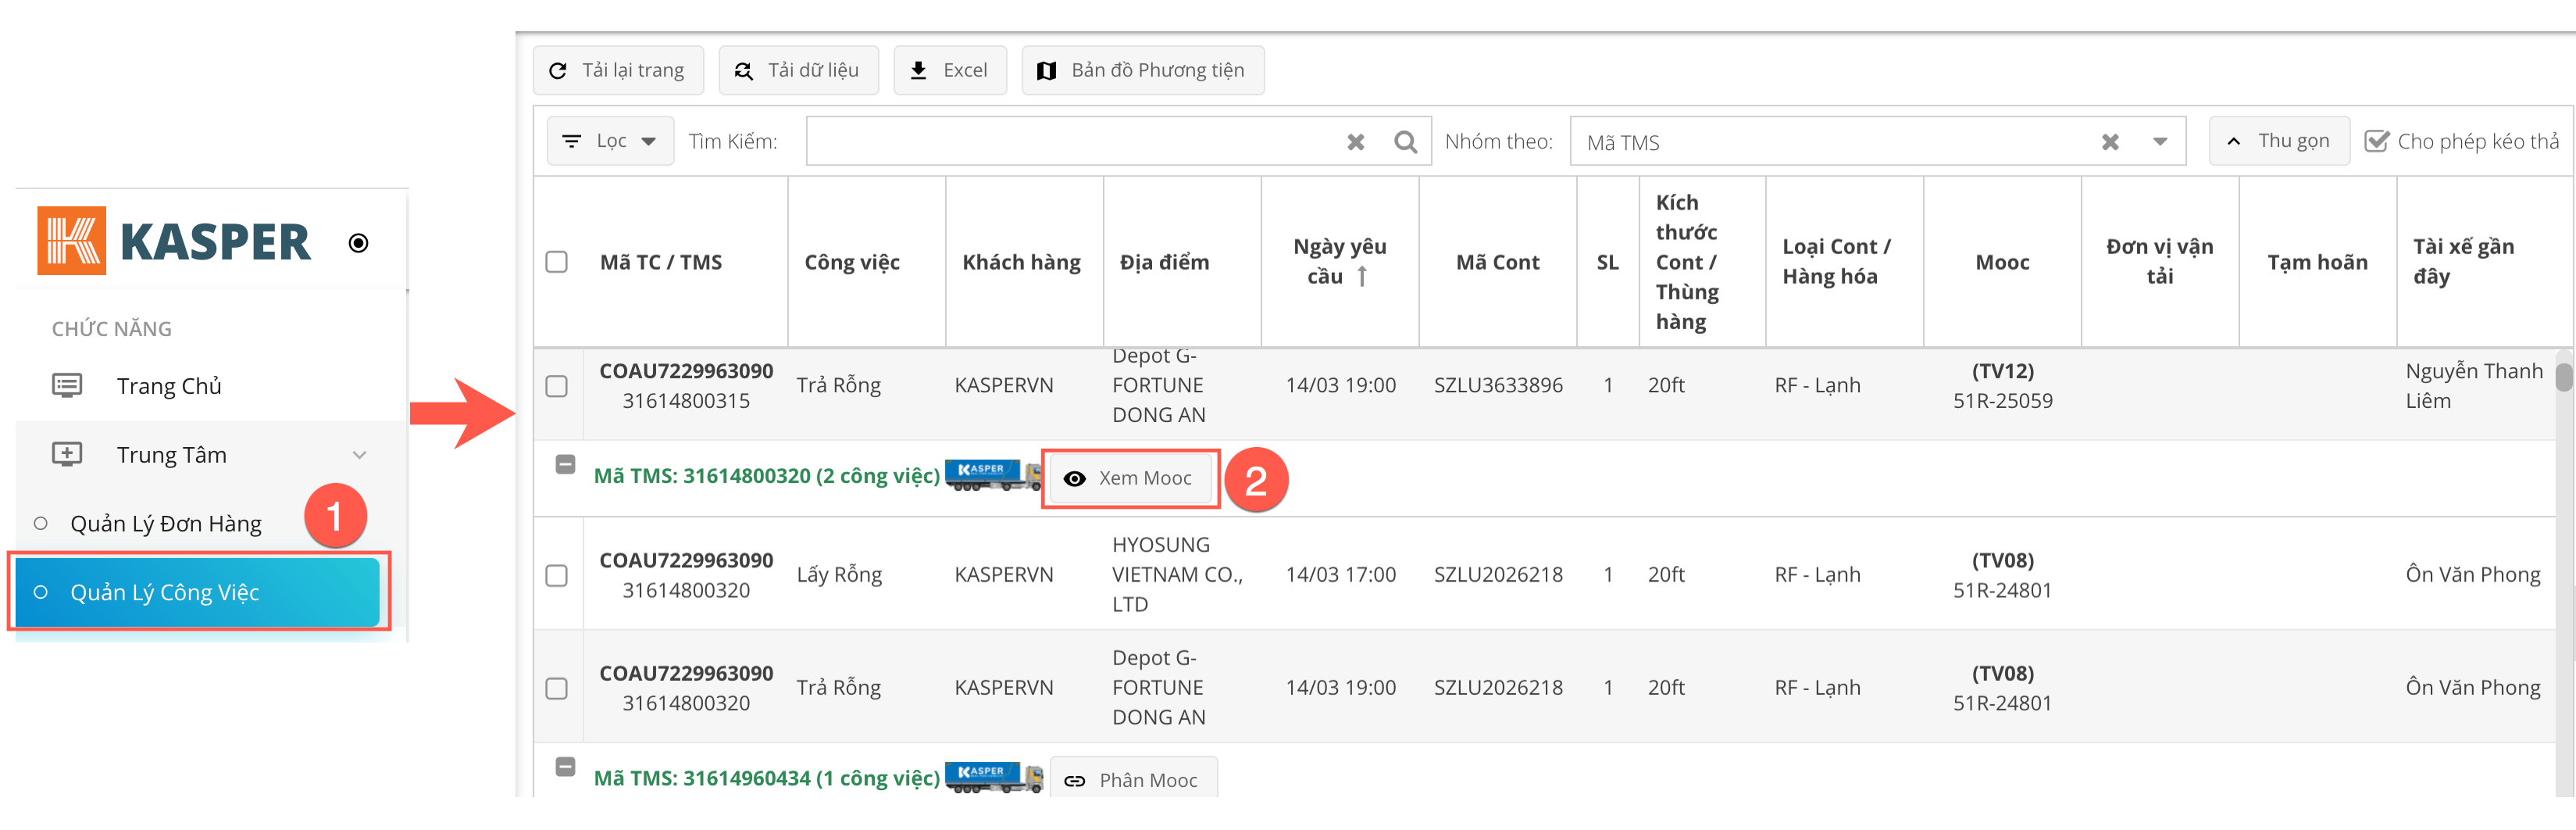 KASPER
CHỨC NĂNG
Trang Chủ
Trung Tâm
Quản Lý Đơn Hàng
1
Quản Lý Công Việc
Tải lại trang Tải dữ liệu Excel Bản đồ Phương tiện
Lọc Tìm Kiếm: Nhóm theo: Mã TMS Thu gọn Cho phép kéo thả
Mã TC / TMS
Công việc
Khách hàng
Địa điểm
Ngày yêu
cầu ↑
Mã Cont
SL
Kích
thước
Cont /
Thùng
hàng
Loại Cont /
Hàng hóa
Mooc
Đơn vị vận
tải
Tạm hoãn
Tài xế gần
đây
COAU7229963090
31614800315
Trả Rỗng
KASPERVN
Depot G-
FORTUNE
DONG AN
14/03 19:00
SZLU3633896
1
20ft
RF - Lạnh
(TV12)
51R-25059
Nguyễn Thanh
Liêm
Mã TMS: 31614800320 (2 công việc) KASPER Xem Mooc 2
COAU7229963090
31614800320
Lấy Rỗng
KASPERVN
HYOSUNG
VIETNAM CO.,
LTD
14/03 17:00
SZLU2026218
1
20ft
RF - Lạnh
(TV08)
51R-24801
Ôn Văn Phong
COAU7229963090
31614800320
Trả Rỗng
KASPERVN
Depot G-
FORTUNE
DONG AN
14/03 19:00
SZLU2026218
1
20ft
RF - Lạnh
(TV08)
51R-24801
Ôn Văn Phong
Mã TMS: 31614960434 (1 công việc) KASPER Phân Mooc